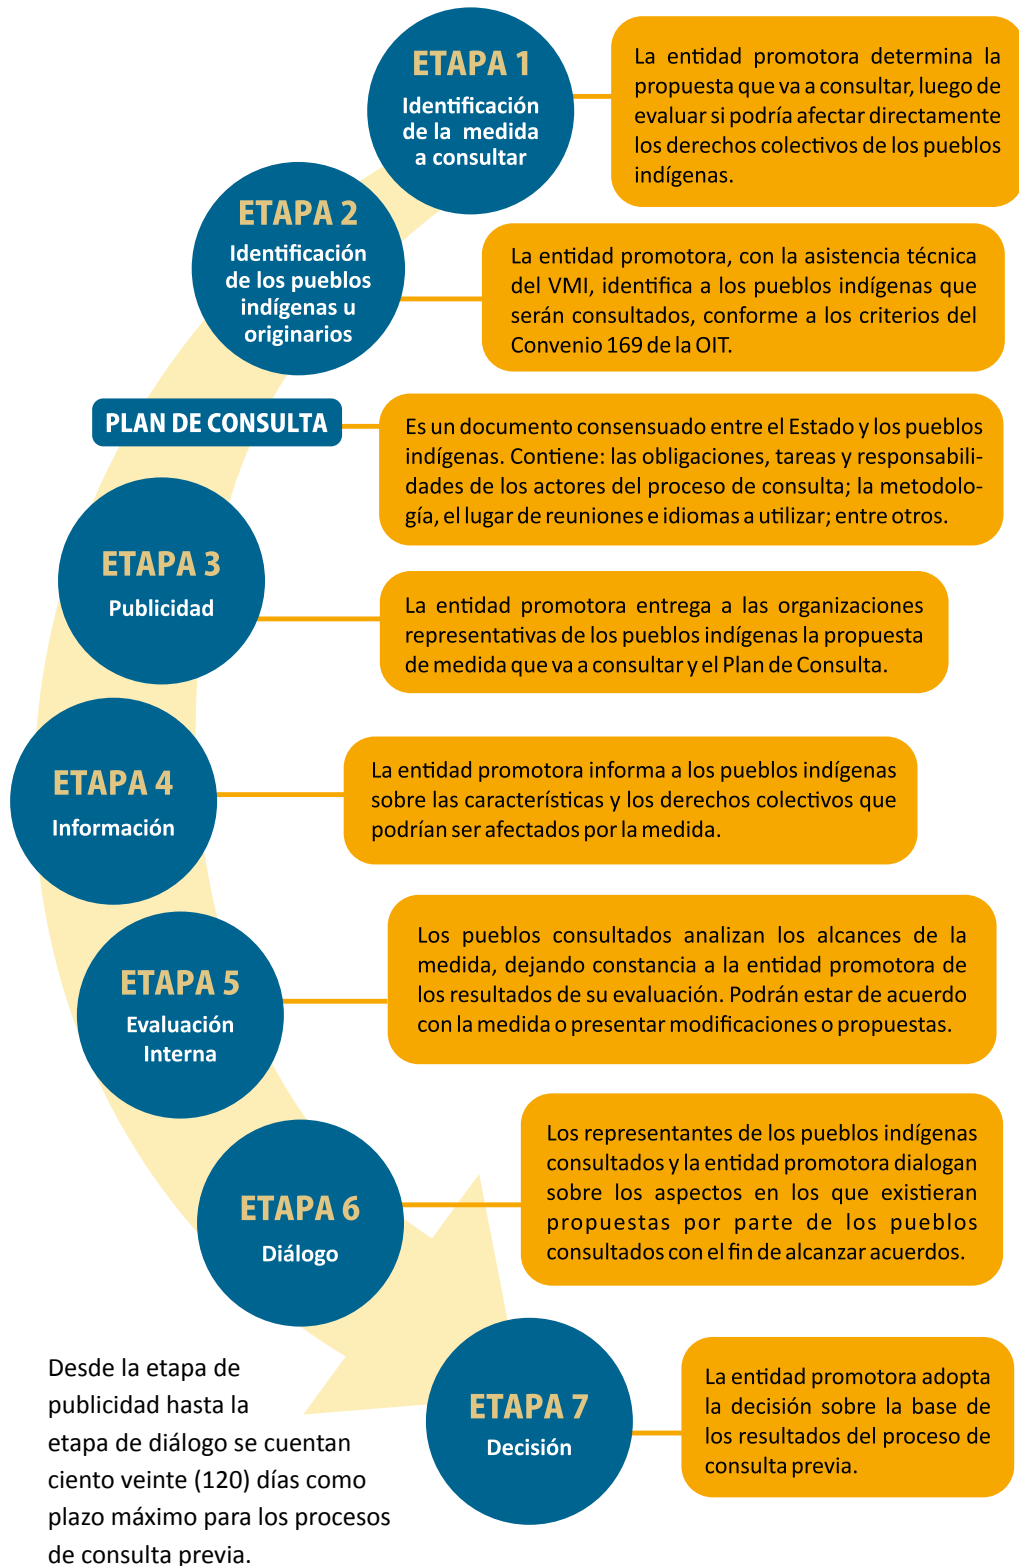 ETAPA 1
Identificación
de la medida
a consultar
La entidad promotora determina la
propuesta que va a consultar, luego de
evaluar si podría afectar directamente
los derechos colectivos de los pueblos
indígenas.
ETAPA 2
Identificación
de los pueblos
indígenas u
originarios
La entidad promotora, con la asistencia técnica
del VMI, identifica a los pueblos indígenas que
serán consultados, conforme a los criterios del
Convenio 169 de la OIT.
PLAN DE CONSULTA
Es un documento consensuado entre el Estado y los pueblos
indígenas. Contiene: las obligaciones, tareas y responsabili-
dades de los actores del proceso de consulta; la metodolo-
gía, el lugar de reuniones e idiomas a utilizar; entre otros.
ETAPA 3
Publicidad
La entidad promotora entrega a las organizaciones
representativas de los pueblos indígenas la propuesta
de medida que va a consultar y el Plan de Consulta.
ETAPA 4
Información
La entidad promotora informa a los pueblos indígenas
sobre las características y los derechos colectivos que
podrían ser afectados por la medida.
ETAPA 5
Evaluación
Interna
Los pueblos consultados analizan los alcances de la
medida, dejando constancia a la entidad promotora de
los resultados de su evaluación. Podrán estar de acuerdo
con la medida o presentar modificaciones o propuestas.
ETAPA 6
Diálogo
Los representantes de los pueblos indígenas
consultados y la entidad promotora dialogan
sobre los aspectos en los que existieran
propuestas por parte de los pueblos
consultados con el fin de alcanzar acuerdos.
ETAPA 7
Decisión
La entidad promotora adopta
la decisión sobre la base de
los resultados del proceso de
consulta previa.
Desde la etapa de
publicidad hasta la
etapa de diálogo se cuentan
ciento veinte (120) días como
plazo máximo para los procesos
de consulta previa.